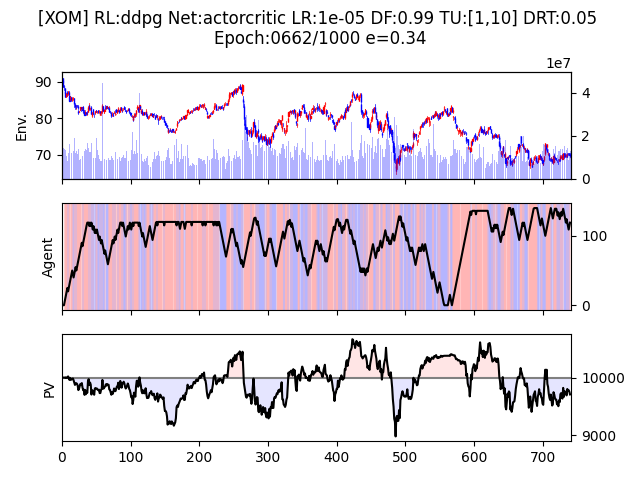 [XOM] RL:ddpg Net:actorcritic LR:1e-05 DF:0.99 TU:[1,10] DRT:0.05
Epoch:0662/1000 e=0.34
1e7
90
80
70
Env.
4
2
0
Agent
100
0
PV
10000
9000
0 100 200 300 400 500 600 700